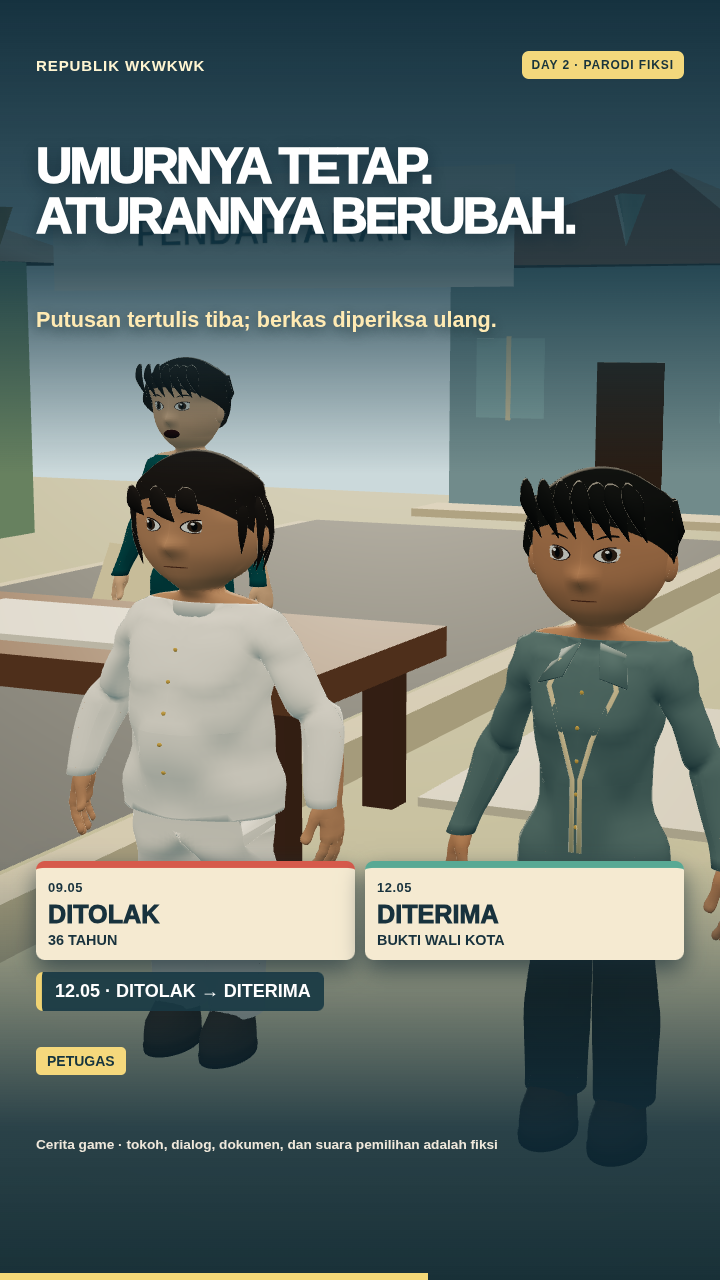 REPUBLIK WKWKWK
DAY 2 · PARODI FIKSI
UMURNYA TETAP.
ATURANNYA BERUBAH.
PENDAFTARAN
Putusan tertulis tiba; berkas diperiksa ulang.
09.05
DITOLAK
36 TAHUN
12.05
DITERIMA
BUKTI WALI KOTA
12.05 · DITOLAK → DITERIMA
PETUGAS
Cerita game · tokoh, dialog, dokumen, dan suara pemilihan adalah fiksi